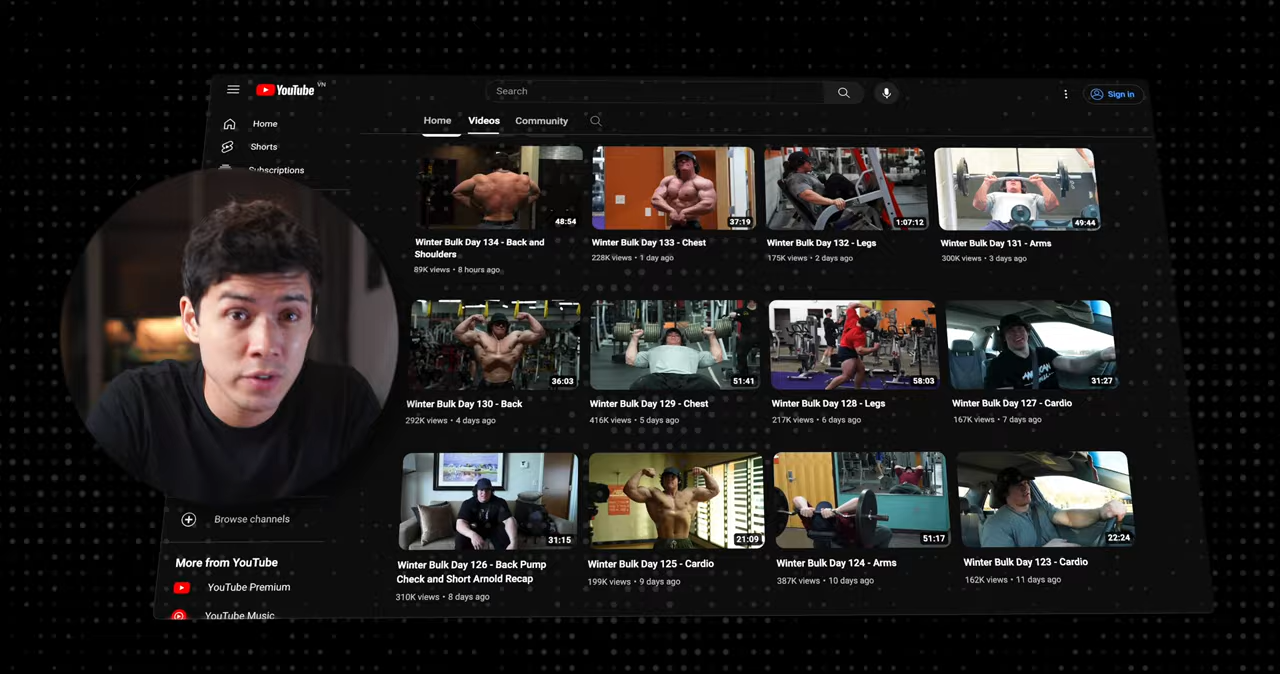 YouTube VN
Search
Sign in
Home
Shorts
Subscriptions
Home Videos Community
48:54
37:19
1:07:12
49:44
Winter Bulk Day 134 - Back and
Shoulders
89K views • 8 hours ago
Winter Bulk Day 133 - Chest
228K views • 1 day ago
Winter Bulk Day 132 - Legs
175K views • 2 days ago
Winter Bulk Day 131 - Arms
300K views • 3 days ago
36:03
51:41
58:03
31:27
Winter Bulk Day 130 - Back
292K views • 4 days ago
Winter Bulk Day 129 - Chest
416K views • 5 days ago
Winter Bulk Day 128 - Legs
217K views • 6 days ago
Winter Bulk Day 127 - Cardio
167K views • 7 days ago
31:15
21:09
51:17
22:24
Winter Bulk Day 126 - Back Pump
Check and Short Arnold Recap
310K views • 8 days ago
Winter Bulk Day 125 - Cardio
199K views • 9 days ago
Winter Bulk Day 124 - Arms
387K views • 10 days ago
Winter Bulk Day 123 - Cardio
162K views • 11 days ago
Browse channels
More from YouTube
YouTube Premium
YouTube Music